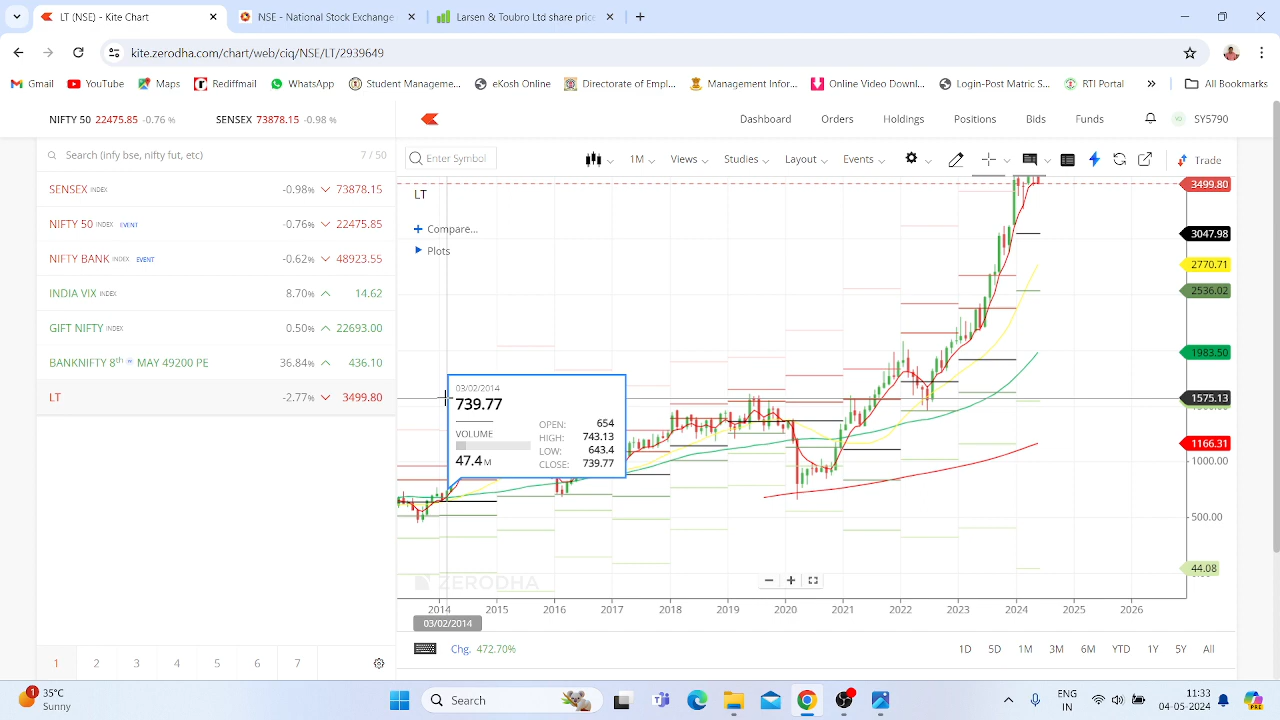 LT (NSE) - Kite Chart
NSE - National Stock Exchange
Larsen & Toubro Ltd share price
kite.zerodha.com/chart/web/ciq/NSE/LT/2939649
Gmail YouTube Maps Rediffmail WhatsApp Student Manageme... eKosh Online Directorate of Empl... Management Infor... Online Video Down... Login-Post Matric S... RTI Portal » All Bookmarks
NIFTY 50 22475.85 -0.76 % SENSEX 73878.15 -0.98 %
Dashboard Orders Holdings Positions Bids Funds SY5790
Search (infy bse, nifty fut, etc) 7 / 50
SENSEX INDEX -0.98% 73878.15
NIFTY 50 INDEX EVENT -0.76% 22475.85
NIFTY BANK INDEX EVENT 48923.55
INDIA VIX INDEX 8.70% 14.62
GIFT NIFTY INDEX 0.50% 22693.00
BANKNIFTY 8th W MAY 49200 PE 36.84% 436.10
LT -2.77% 3499.80
1 2 3 4 5 6 7
Enter Symbol 1M Views Studies Layout Events Trade
LT
Compare...
Plots
3499.80
3047.98
2770.71
2536.02
1983.50
1575.13
1166.31
1000.00
500.00
44.08
03/02/2014
739.77
VOLUME
47.4 M
OPEN: 654
HIGH: 743.13
LOW: 643.4
CLOSE: 739.77
ZERODHA
2014 2015 2016 2017 2018 2019 2020 2021 2022 2023 2024 2025 2026
03/02/2014
Chg. 472.70%
1D 5D 1M 3M 6M YTD 1Y 5Y All
1
35°C
Sunny
Search
ENG
IN
11:33
04-05-2024
PRE